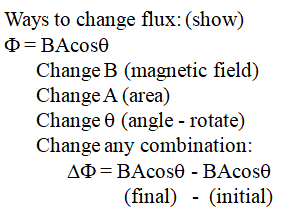 Ways to change flux: (show)
Φ = BAcosθ
Change B (magnetic field)
Change A (area)
Change θ (angle - rotate)
Change any combination:
ΔΦ = BAcosθ - BAcosθ
(final) - (initial)